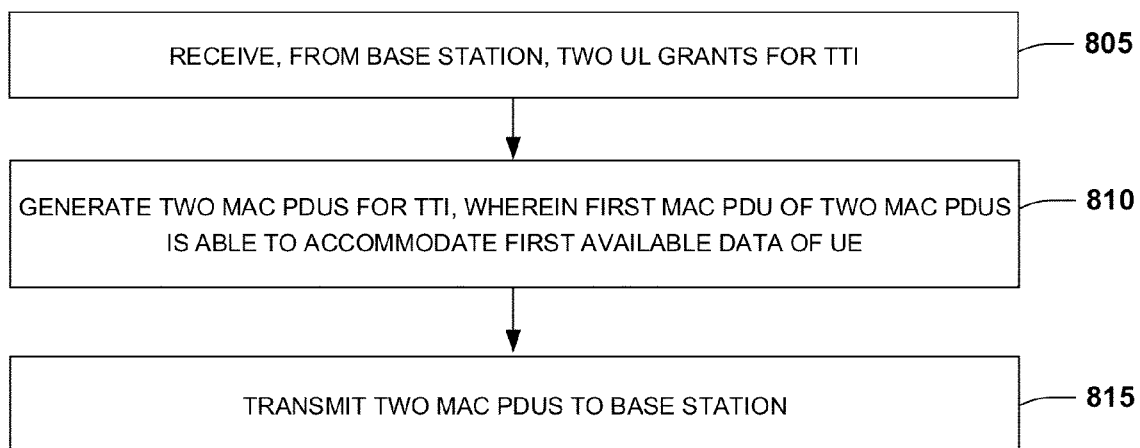 RECEIVE, FROM BASE STATION, TWO UL GRANTS FOR TTI
805
GENERATE TWO MAC PDUS FOR TTI, WHEREIN FIRST MAC PDU OF TWO MAC PDUS
IS ABLE TO ACCOMMODATE FIRST AVAILABLE DATA OF UE
810
TRANSMIT TWO MAC PDUS TO BASE STATION
815